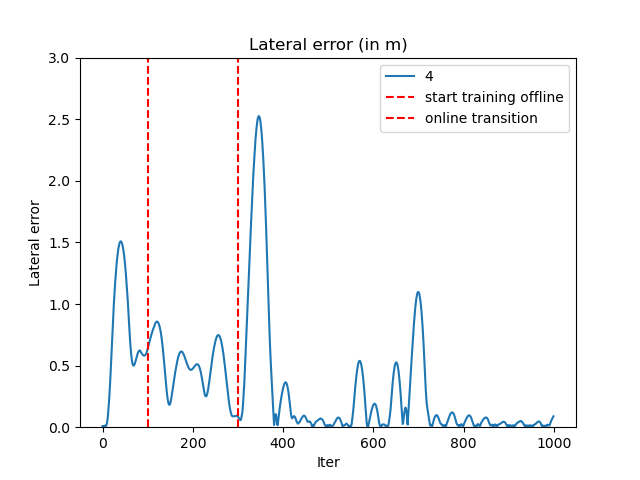 Lateral error (in m)
4
start training offline
online transition
Lateral error
3.0
2.5
2.0
1.5
1.0
0.5
0.0
0
200
400
600
800
1000
Iter